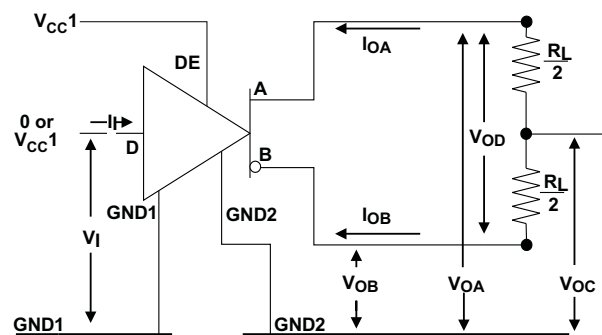 VCC1
DE
IOA
RL
2
A
0 or
VCC1
II
D
VOD
B
RL
2
GND1
GND2
IOB
VI
VOB
VOA
VOC
GND1
GND2